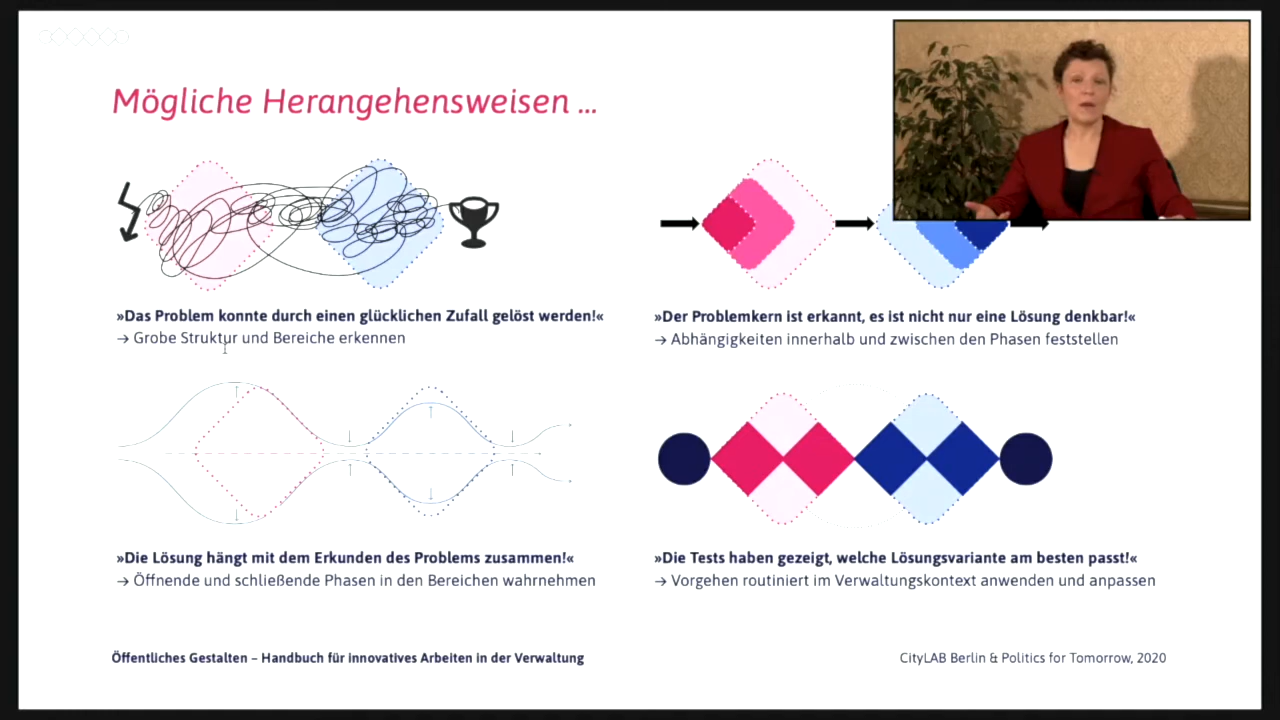 Mögliche Herangehensweisen ...
»Das Problem konnte durch einen glücklichen Zufall gelöst werden!«
→ Grobe Struktur und Bereiche erkennen
»Der Problemkern ist erkannt, es ist nicht nur eine Lösung denkbar!«
→ Abhängigkeiten innerhalb und zwischen den Phasen feststellen
»Die Lösung hängt mit dem Erkunden des Problems zusammen!«
→ Öffnende und schließende Phasen in den Bereichen wahrnehmen
»Die Tests haben gezeigt, welche Lösungsvariante am besten passt!«
→ Vorgehen routiniert im Verwaltungskontext anwenden und anpassen
Öffentliches Gestalten – Handbuch für innovatives Arbeiten in der Verwaltung
CityLAB Berlin & Politics for Tomorrow, 2020